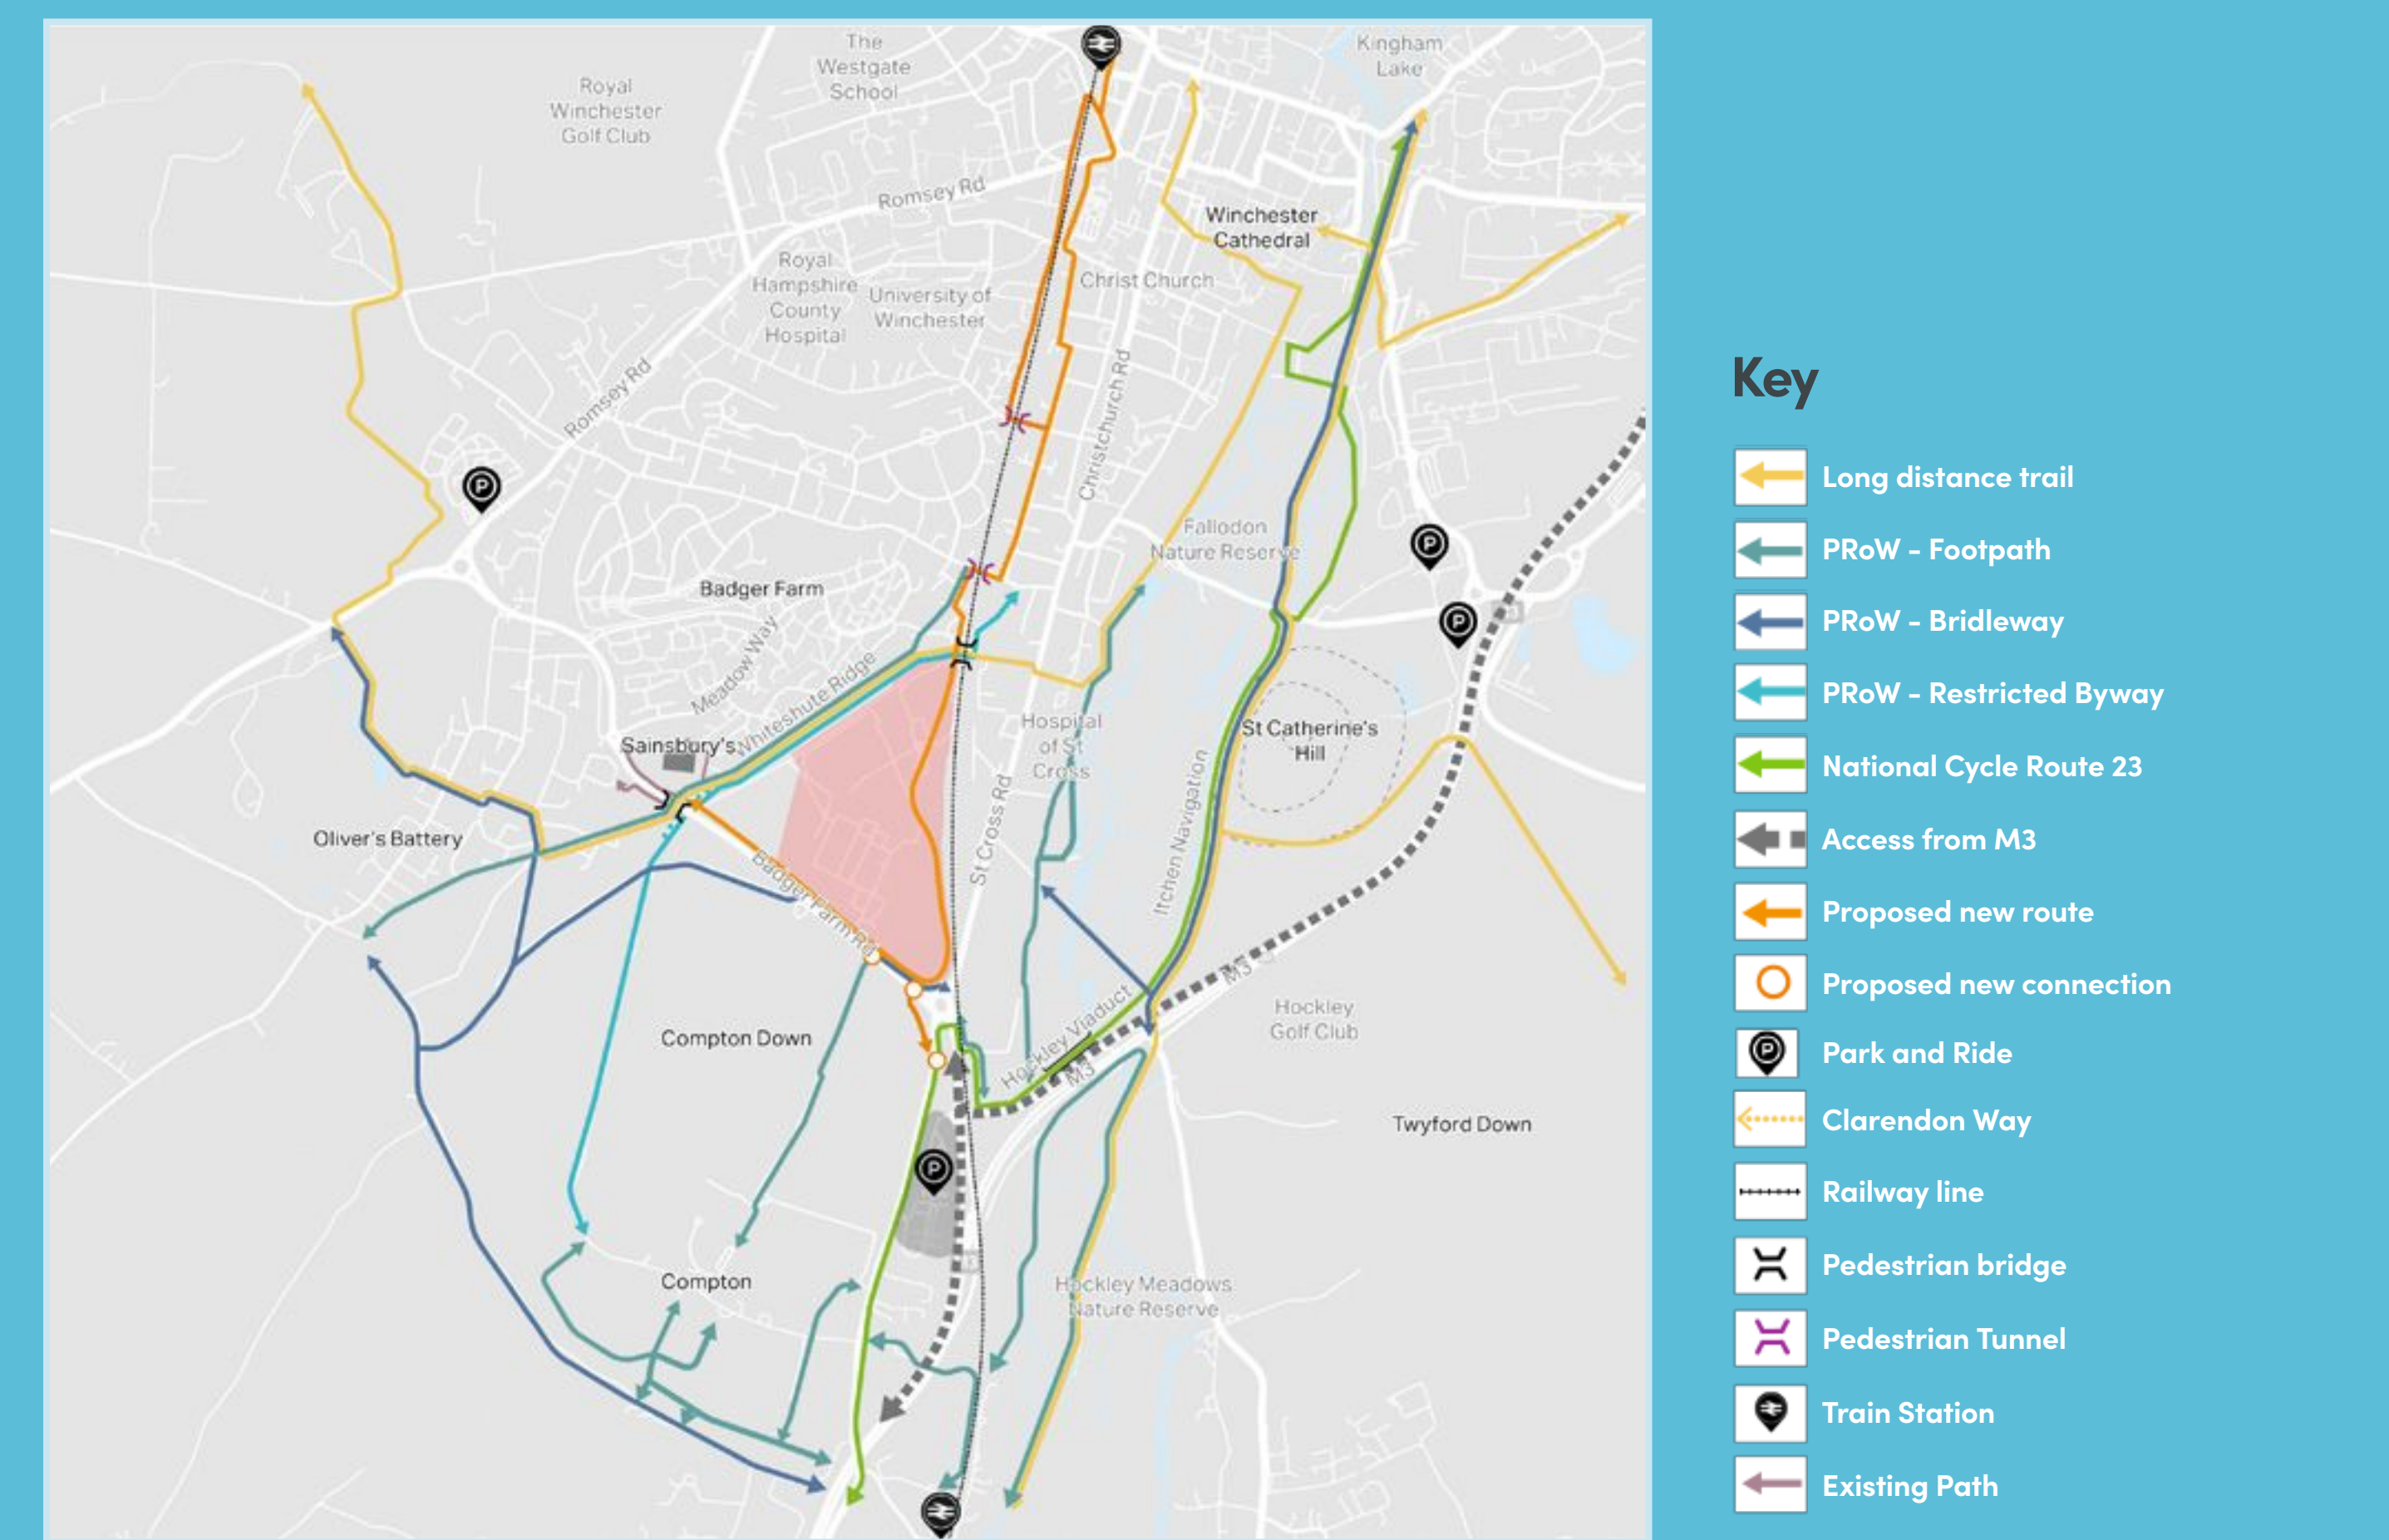 The
Westgate
School
Kingham
Lake
Royal
Winchester
Golf Club
Romsey Rd
Winchester
Cathedral
Royal
Hampshire
County
Hospital
University of
Winchester
Christ Church
Romsey Rd
Christchurch Rd
Fallodon
Nature Reserve
Badger Farm
Meadow Way
Whiteshute Ridge
Sainsbury's
Hospital
of St
Cross
St Catherine's
Hill
Oliver's Battery
Badger Farm Rd
St Cross Rd
Itchen Navigation
M3
Hockley Viaduct
M3
Hockley
Golf Club
Compton Down
Twyford Down
Compton
Hockley Meadows
Nature Reserve
P
P
P
P
Key
Long distance trail
PRoW - Footpath
PRoW - Bridleway
PRoW - Restricted Byway
National Cycle Route 23
Access from M3
Proposed new route
Proposed new connection
P
Park and Ride
Clarendon Way
Railway line
Pedestrian bridge
Pedestrian Tunnel
Train Station
Existing Path